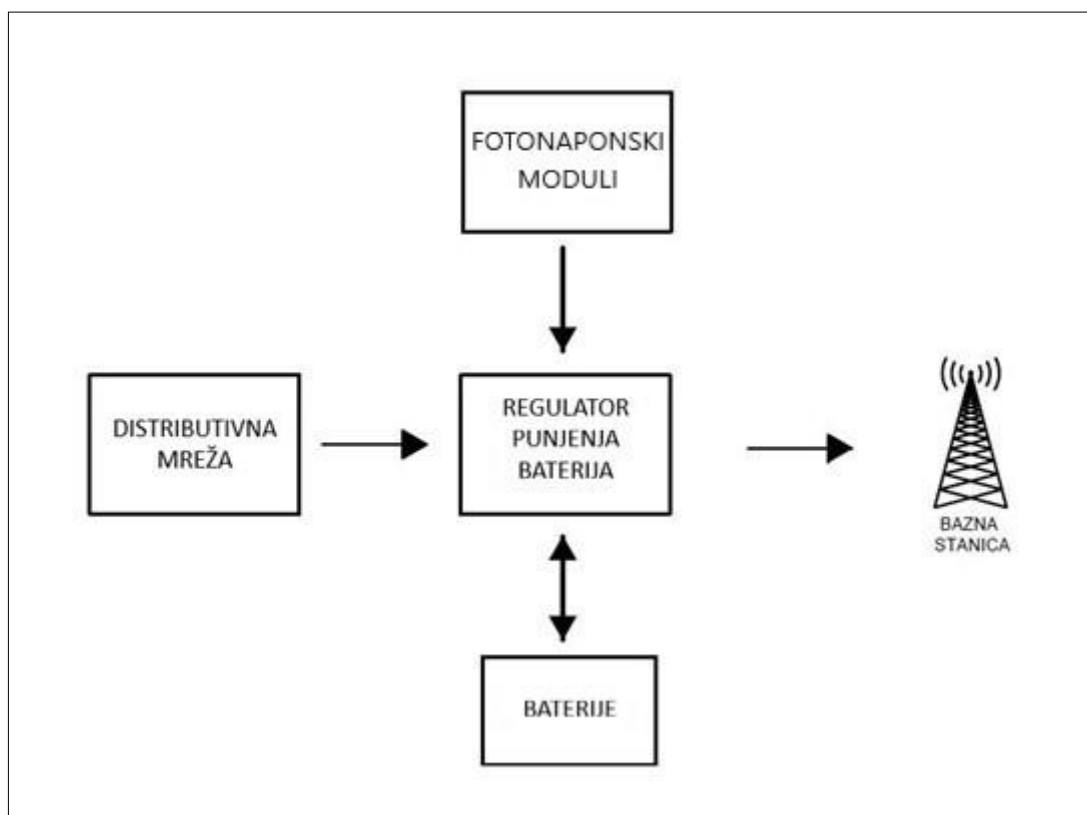 FOTONAPONSKI
MODULI
DISTRIBUTIVNA
MREŽA
REGULATOR
PUNJENJA
BATERIJA
BAZNA
STANICA
BATERIJE